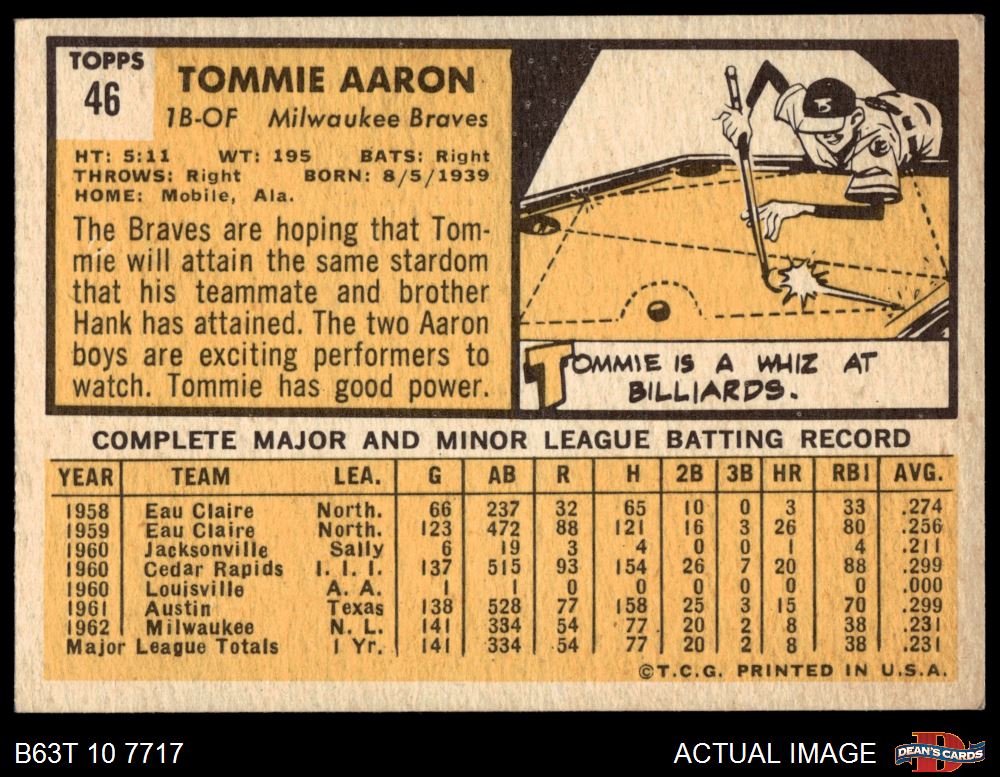 TOPPS
46
TOMMIE AARON
1B-OF Milwaukee Braves
HT: 5:11 WT: 195 BATS: Right
THROWS: Right BORN: 8/5/1939
HOME: Mobile, Ala.
The Braves are hoping that Tom-
mie will attain the same stardom
that his teammate and brother
Hank has attained. The two Aaron
boys are exciting performers to
watch. Tommie has good power.
TOMMIE IS A WHIZ AT
BILLIARDS.
COMPLETE MAJOR AND MINOR LEAGUE BATTING RECORD
YEAR TEAM LEA. G AB R H 2B 3B HR RBI AVG.
1958 Eau Claire North. 66 237 32 65 10 0 3 33 .274
1959 Eau Claire North. 123 472 88 121 16 3 26 80 .256
1960 Jacksonville Sally 6 19 3 4 0 0 1 4 .211
1960 Cedar Rapids I. I. I. 137 515 93 154 26 7 20 88 .299
1960 Louisville A. A. 1 1 0 0 0 0 0 0 .000
1961 Austin Texas 138 528 77 158 25 3 15 70 .299
1962 Milwaukee N. L. 141 334 54 77 20 2 8 38 .231
Major League Totals 1 Yr. 141 334 54 77 20 2 8 38 .231
©T.C.G. PRINTED IN U.S.A.
B63T 10 7717 ACTUAL IMAGE
D
DEAN'S CARDS